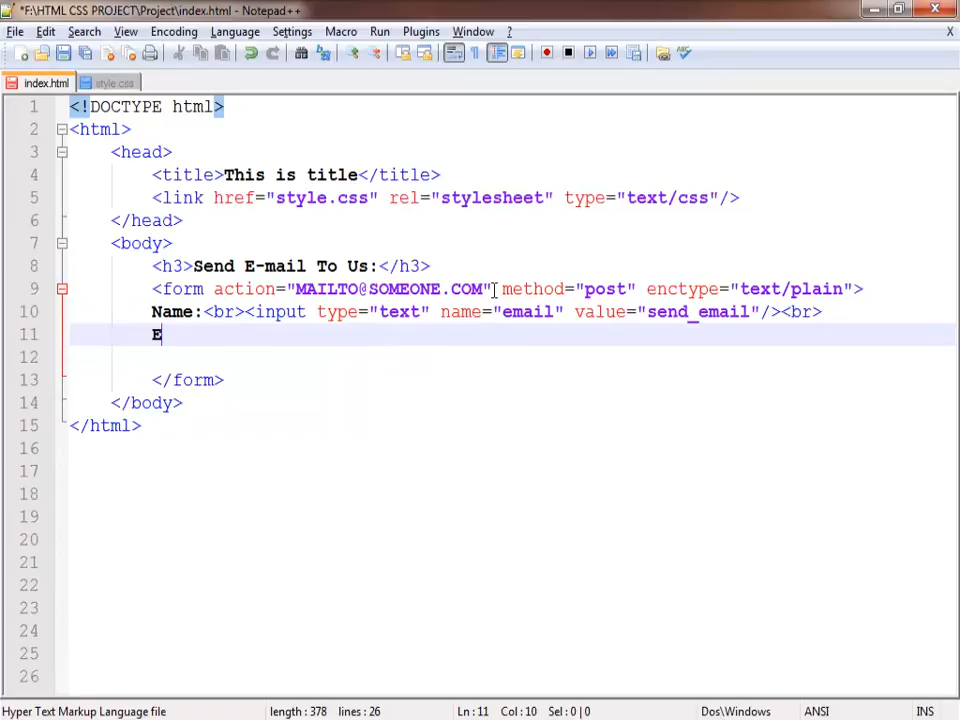 *F:\HTML CSS PROJECT\Project\index.html - Notepad++
File Edit Search View Encoding Language Settings Macro Run Plugins Window ? X
index.html style.css
1 <!DOCTYPE html>
2 <html>
3 <head>
4 <title>This is title</title>
5 <link href="style.css" rel="stylesheet" type="text/css"/>
6 </head>
7 <body>
8 <h3>Send E-mail To Us:</h3>
9 <form action="MAILTO@SOMEONE.COM" method="post" enctype="text/plain">
10 Name:<br><input type="text" name="email" value="send_email"/><br>
11 E
12
13 </form>
14 </body>
15 </html>
16
17
18
19
20
21
22
23
24
25
26
Hyper Text Markup Language file length : 378 lines : 26 Ln : 11 Col : 10 Sel : 0 | 0 Dos\Windows ANSI INS